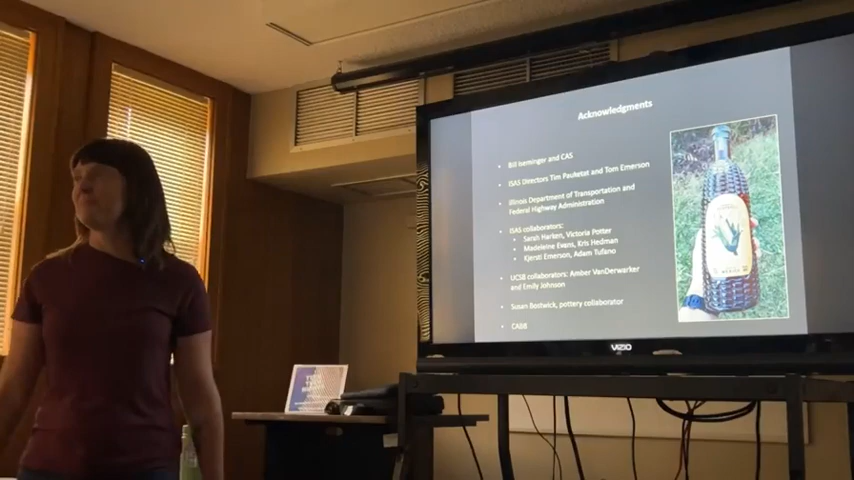 Acknowledgments
• Bill Iseminger and CAS
• ISAS Directors Tim Pauketat and Tom Emerson
• Illinois Department of Transportation and
Federal Highway Administration
• ISAS collaborators:
• Sarah Harken, Victoria Potter
• Madeleine Evans, Kris Hedman
• Kjersti Emerson, Adam Tufano
• UCSB collaborators: Amber VanDerwarker
and Emily Johnson
• Susan Bostwick, pottery collaborator
• CABB
VIZIO